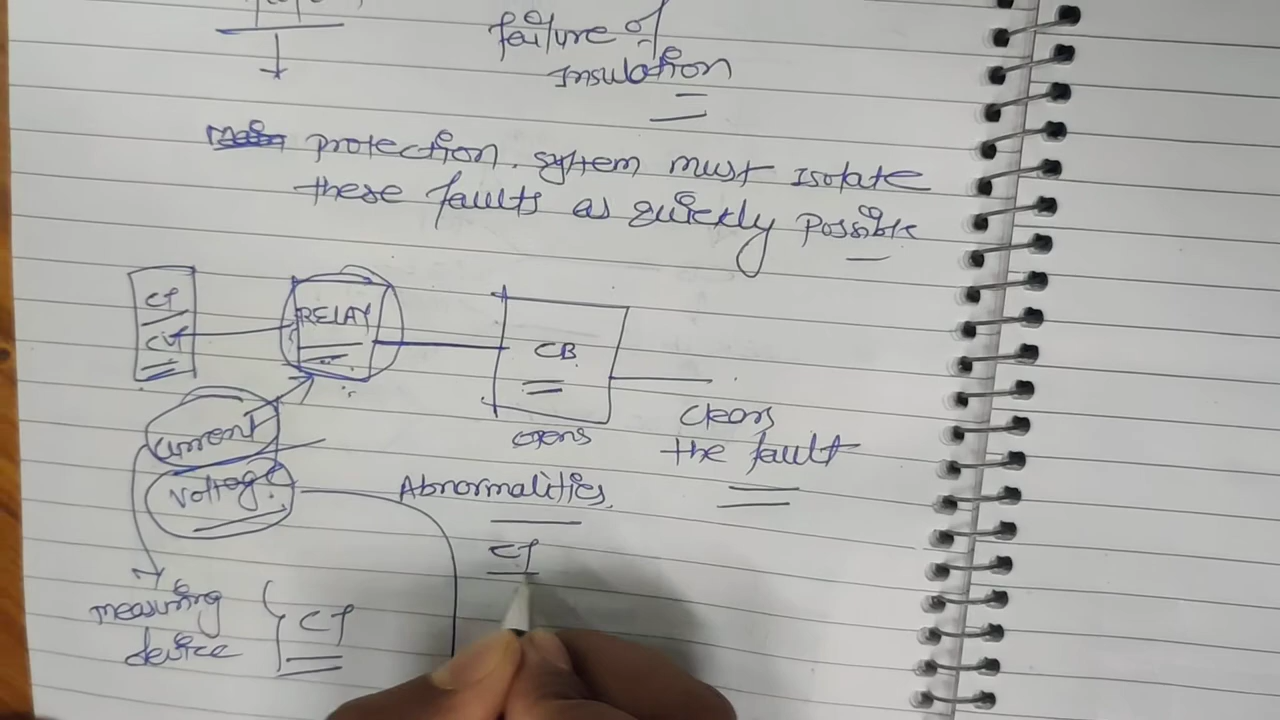 failure of
Insulation
protection system must Isolate
these faults as quickly possible
CT
CVT
RELAY
CB
opens
clears
the fault
current
voltage
Abnormalities
CT
measuring
device
CT